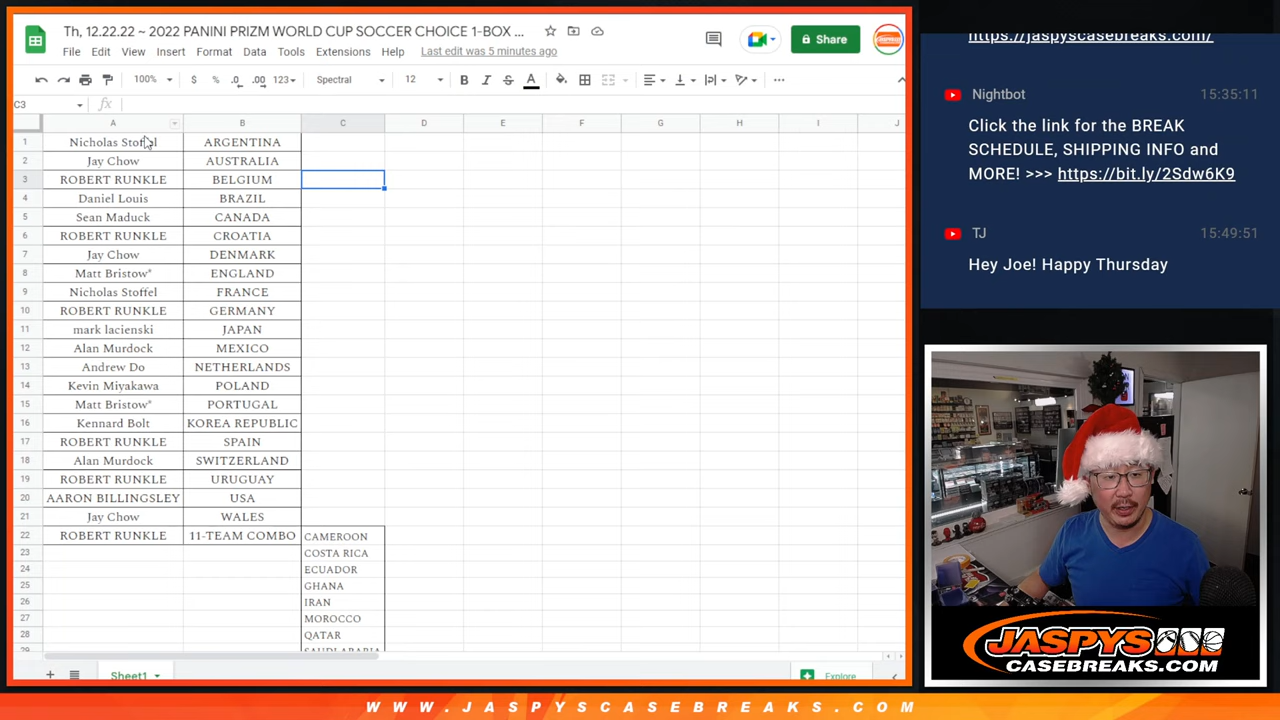 Th, 12.22.22 ~ 2022 PANINI PRIZM WORLD CUP SOCCER CHOICE 1-BOX ...
File Edit View Insert Format Data Tools Extensions Help Last edit was 5 minutes ago
Share
100% $ % .0 .00 123 Spectral 12 B I S A
C3 fx
A B C D E F G H I J
1 Nicholas Stoffel ARGENTINA
2 Jay Chow AUSTRALIA
3 ROBERT RUNKLE BELGIUM
4 Daniel Louis BRAZIL
5 Sean Maduck CANADA
6 ROBERT RUNKLE CROATIA
7 Jay Chow DENMARK
8 Matt Bristow* ENGLAND
9 Nicholas Stoffel FRANCE
10 ROBERT RUNKLE GERMANY
11 mark lacienski JAPAN
12 Alan Murdock MEXICO
13 Andrew Do NETHERLANDS
14 Kevin Miyakawa POLAND
15 Matt Bristow* PORTUGAL
16 Kennard Bolt KOREA REPUBLIC
17 ROBERT RUNKLE SPAIN
18 Alan Murdock SWITZERLAND
19 ROBERT RUNKLE URUGUAY
20 AARON BILLINGSLEY USA
21 Jay Chow WALES
22 ROBERT RUNKLE 11-TEAM COMBO CAMEROON
23 COSTA RICA
24 ECUADOR
25 GHANA
26 IRAN
27 MOROCCO
28 QATAR
29 SAUDI ARABIA
Sheet1
Explore
https://jaspyscasebreaks.com/
Nightbot 15:35:11
Click the link for the BREAK
SCHEDULE, SHIPPING INFO and
MORE! >>> https://bit.ly/2Sdw6K9
TJ 15:49:51
Hey Joe! Happy Thursday
JASPYS
CASEBREAKS.COM
WWW.JASPYSCASEBREAKS.COM